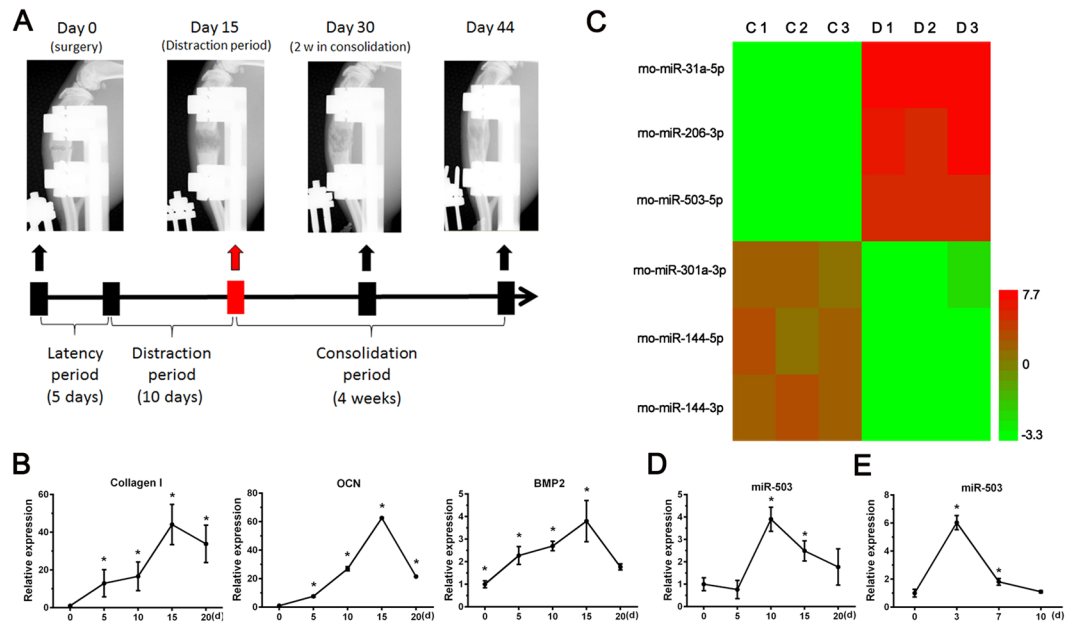 A
Day 0
(surgery)
Day 15
(Distraction period)
Day 30
(2 w in consolidation)
Day 44
Latency
period
(5 days)
Distraction
period
(10 days)
Consolidation
period
(4 weeks)
C
C 1 C 2 C 3 D 1 D 2 D 3
rno-miR-31a-5p
rno-miR-206-3p
rno-miR-503-5p
rno-miR-301a-3p
rno-miR-144-5p
rno-miR-144-3p
7.7
0
-3.3
B
Collagen I
Relative expression
60
40
20
0
* * * *
0 5 10 15 20(d)
OCN
Relative expression
80
60
40
20
0
* * * *
0 5 10 15 20(d)
BMP2
Relative expression
5
4
3
2
1
0
* * * *
0 5 10 15 20(d)
D
miR-503
Relative expression
5
4
3
2
1
0
* *
0 5 10 15 20(d)
E
miR-503
Relative expression
8
6
4
2
0
* *
0 3 7 10 (d)